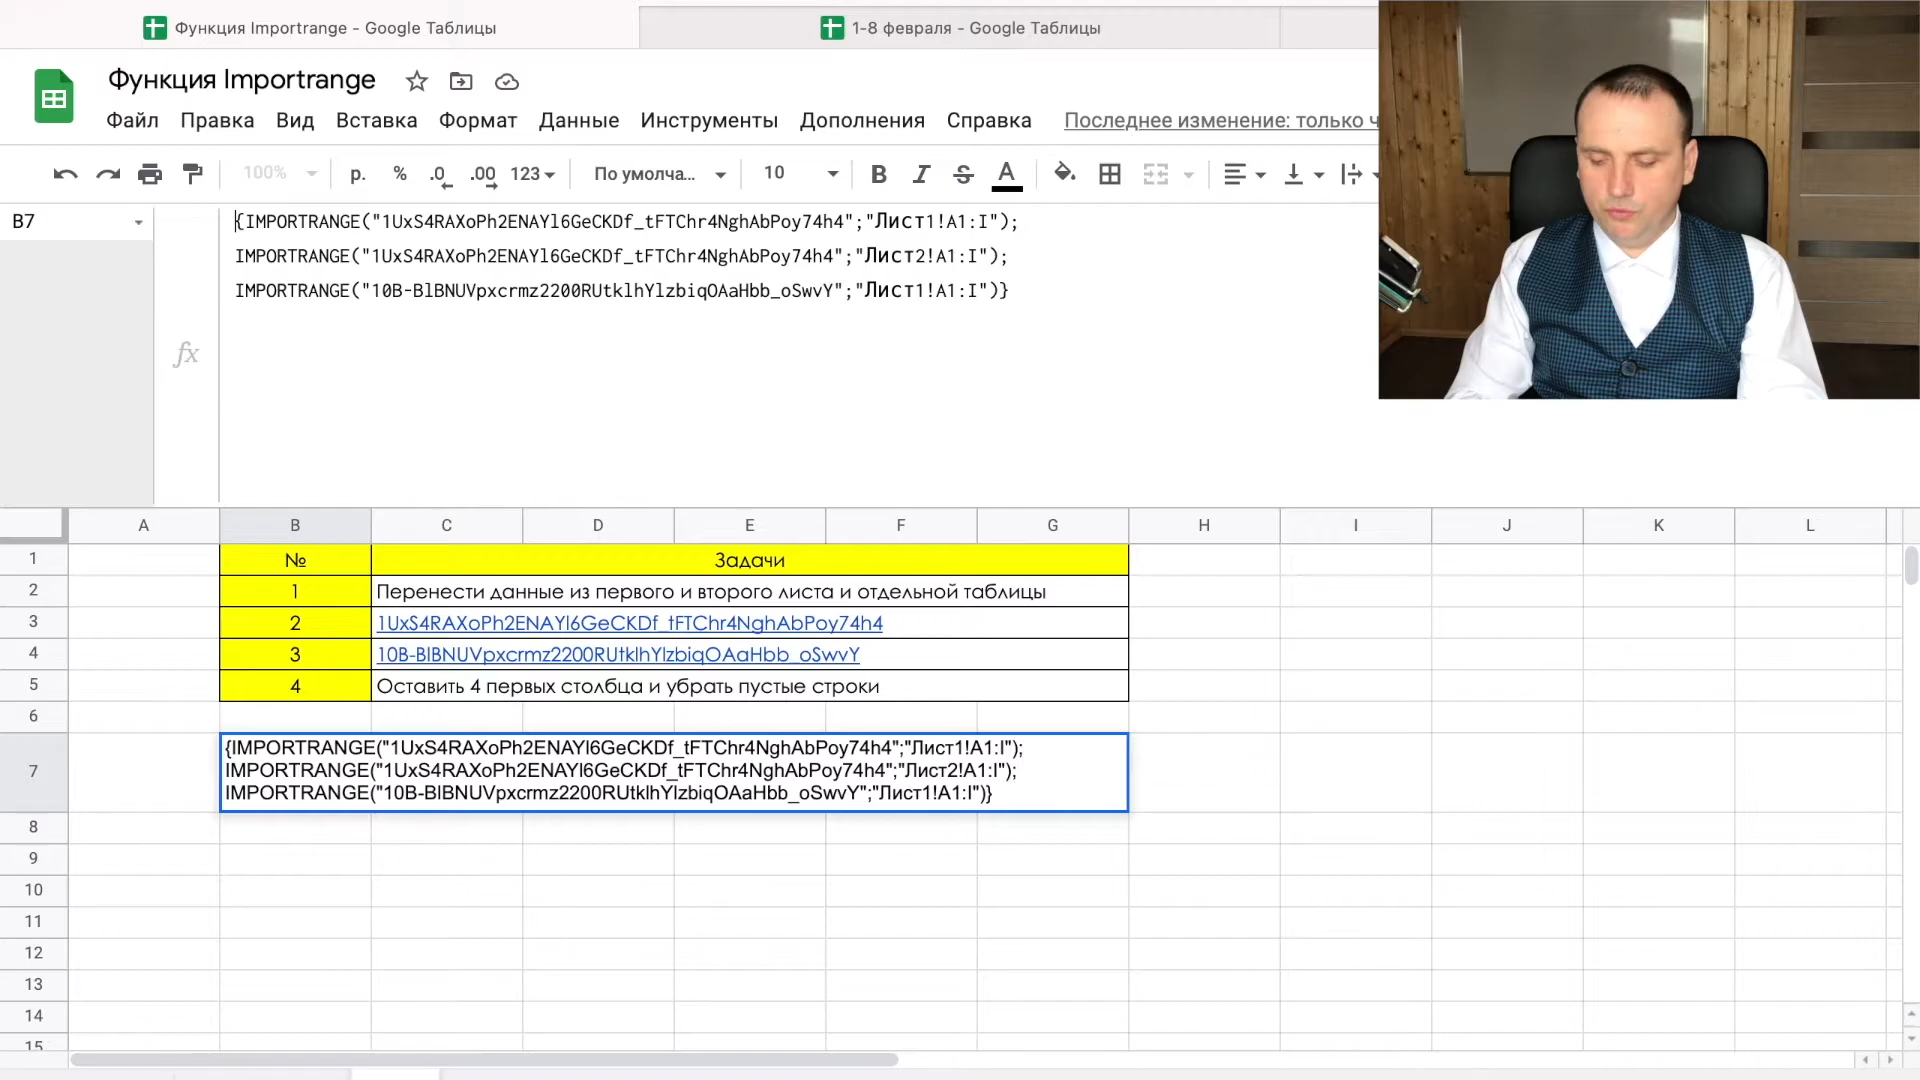 Функция Importrange - Google Таблицы
1-8 февраля - Google Таблицы
Функция Importrange
Файл Правка Вид Вставка Формат Данные Инструменты Дополнения Справка Последнее изменение: только
100% р. % .0 .00 123 По умолча... 10 B I S A
B7
{IMPORTRANGE("1UxS4RAXoPh2ENAYl6GeCKDf_tFTChr4NghAbPoy74h4";"Лист1!A1:I");
IMPORTRANGE("1UxS4RAXoPh2ENAYl6GeCKDf_tFTChr4NghAbPoy74h4";"Лист2!A1:I");
IMPORTRANGE("10B-BlBNUVpxcrmz2200RUtklhYlzbiqOAaHbb_oSwvY";"Лист1!A1:I")}
fx
A B C D E F G H I J K L
1 № Задачи
2 1 Перенести данные из первого и второго листа и отдельной таблицы
3 2 1UxS4RAXoPh2ENAYl6GeCKDf_tFTChr4NghAbPoy74h4
4 3 10B-BlBNUVpxcrmz2200RUtklhYlzbiqOAaHbb_oSwvY
5 4 Оставить 4 первых столбца и убрать пустые строки
6
{IMPORTRANGE("1UxS4RAXoPh2ENAYl6GeCKDf_tFTChr4NghAbPoy74h4";"Лист1!A1:I");
7 IMPORTRANGE("1UxS4RAXoPh2ENAYl6GeCKDf_tFTChr4NghAbPoy74h4";"Лист2!A1:I");
IMPORTRANGE("10B-BlBNUVpxcrmz2200RUtklhYlzbiqOAaHbb_oSwvY";"Лист1!A1:I")}
8
9
10
11
12
13
14
15